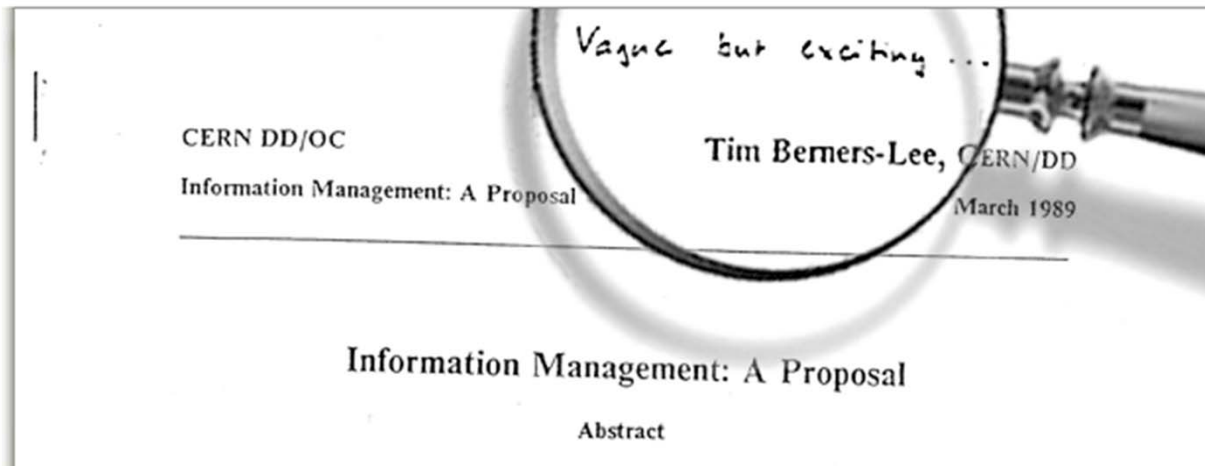 Vague but exciting ...
CERN DD/OC
Tim Berners-Lee, CERN/DD
Information Management: A Proposal
March 1989
Information Management: A Proposal
Abstract